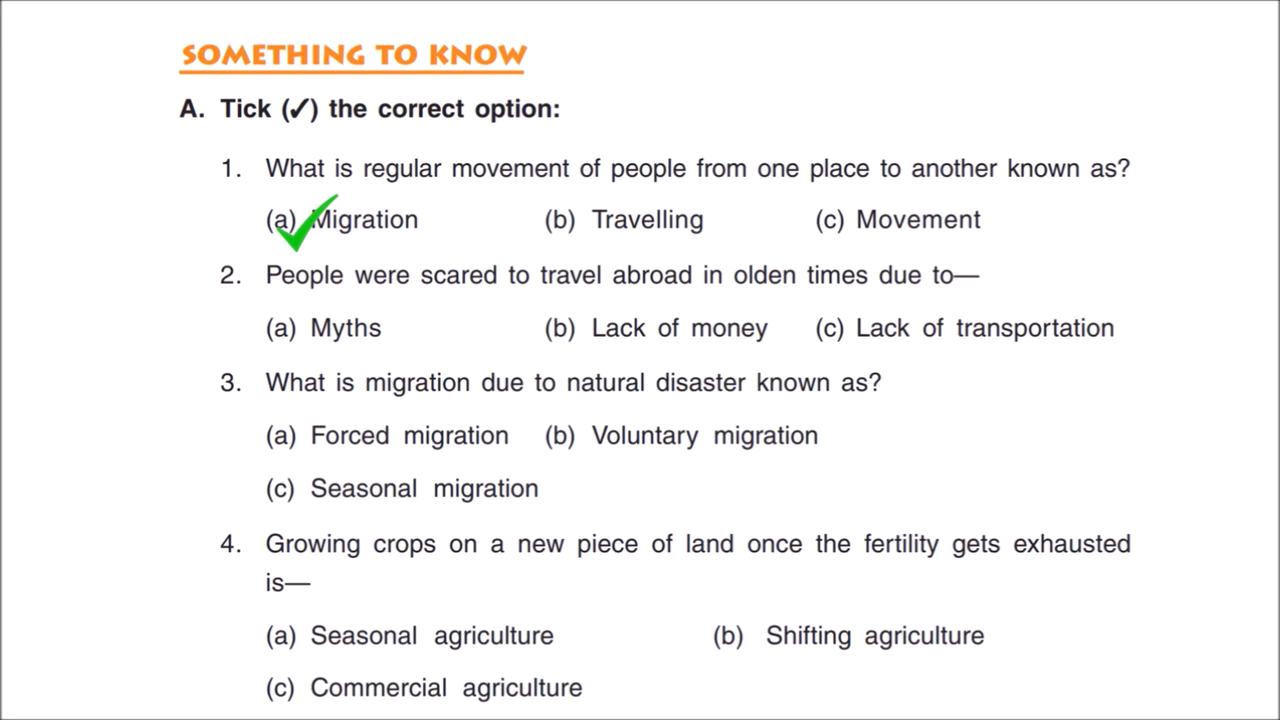 SOMETHING TO KNOW
A. Tick (✓) the correct option:
1. What is regular movement of people from one place to another known as?
(a) Migration (b) Travelling (c) Movement
2. People were scared to travel abroad in olden times due to—
(a) Myths (b) Lack of money (c) Lack of transportation
3. What is migration due to natural disaster known as?
(a) Forced migration (b) Voluntary migration
(c) Seasonal migration
4. Growing crops on a new piece of land once the fertility gets exhausted
is—
(a) Seasonal agriculture (b) Shifting agriculture
(c) Commercial agriculture